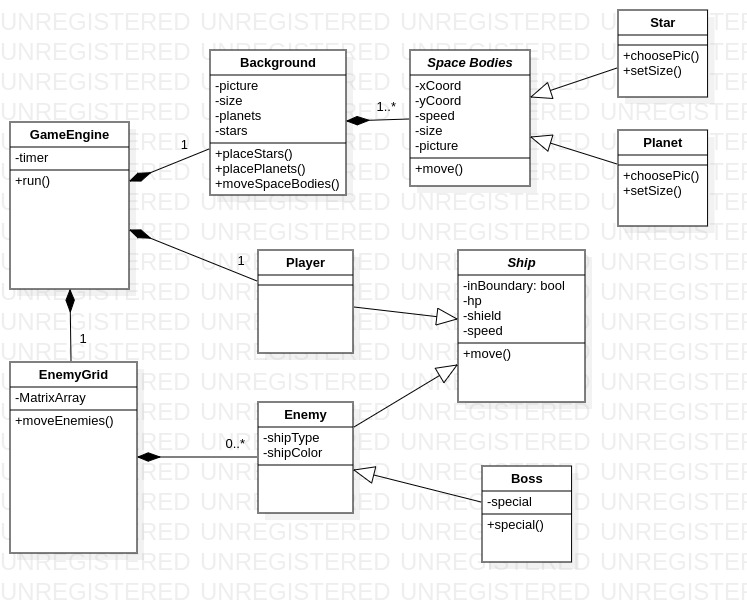 Star
+choosePic()
+setSize()
Background
-picture
-size
-planets
-stars
+placeStars()
+placePlanets()
+moveSpaceBodies()
Space Bodies
-xCoord
-yCoord
-speed
-size
-picture
+move()
1..*
GameEngine
-timer
+run()
1
Planet
+choosePic()
+setSize()
1
Player
Ship
-inBoundary: bool
-hp
-shield
-speed
+move()
1
EnemyGrid
-MatrixArray
+moveEnemies()
0..*
Enemy
-shipType
-shipColor
Boss
-special
+special()
UNREGISTERED